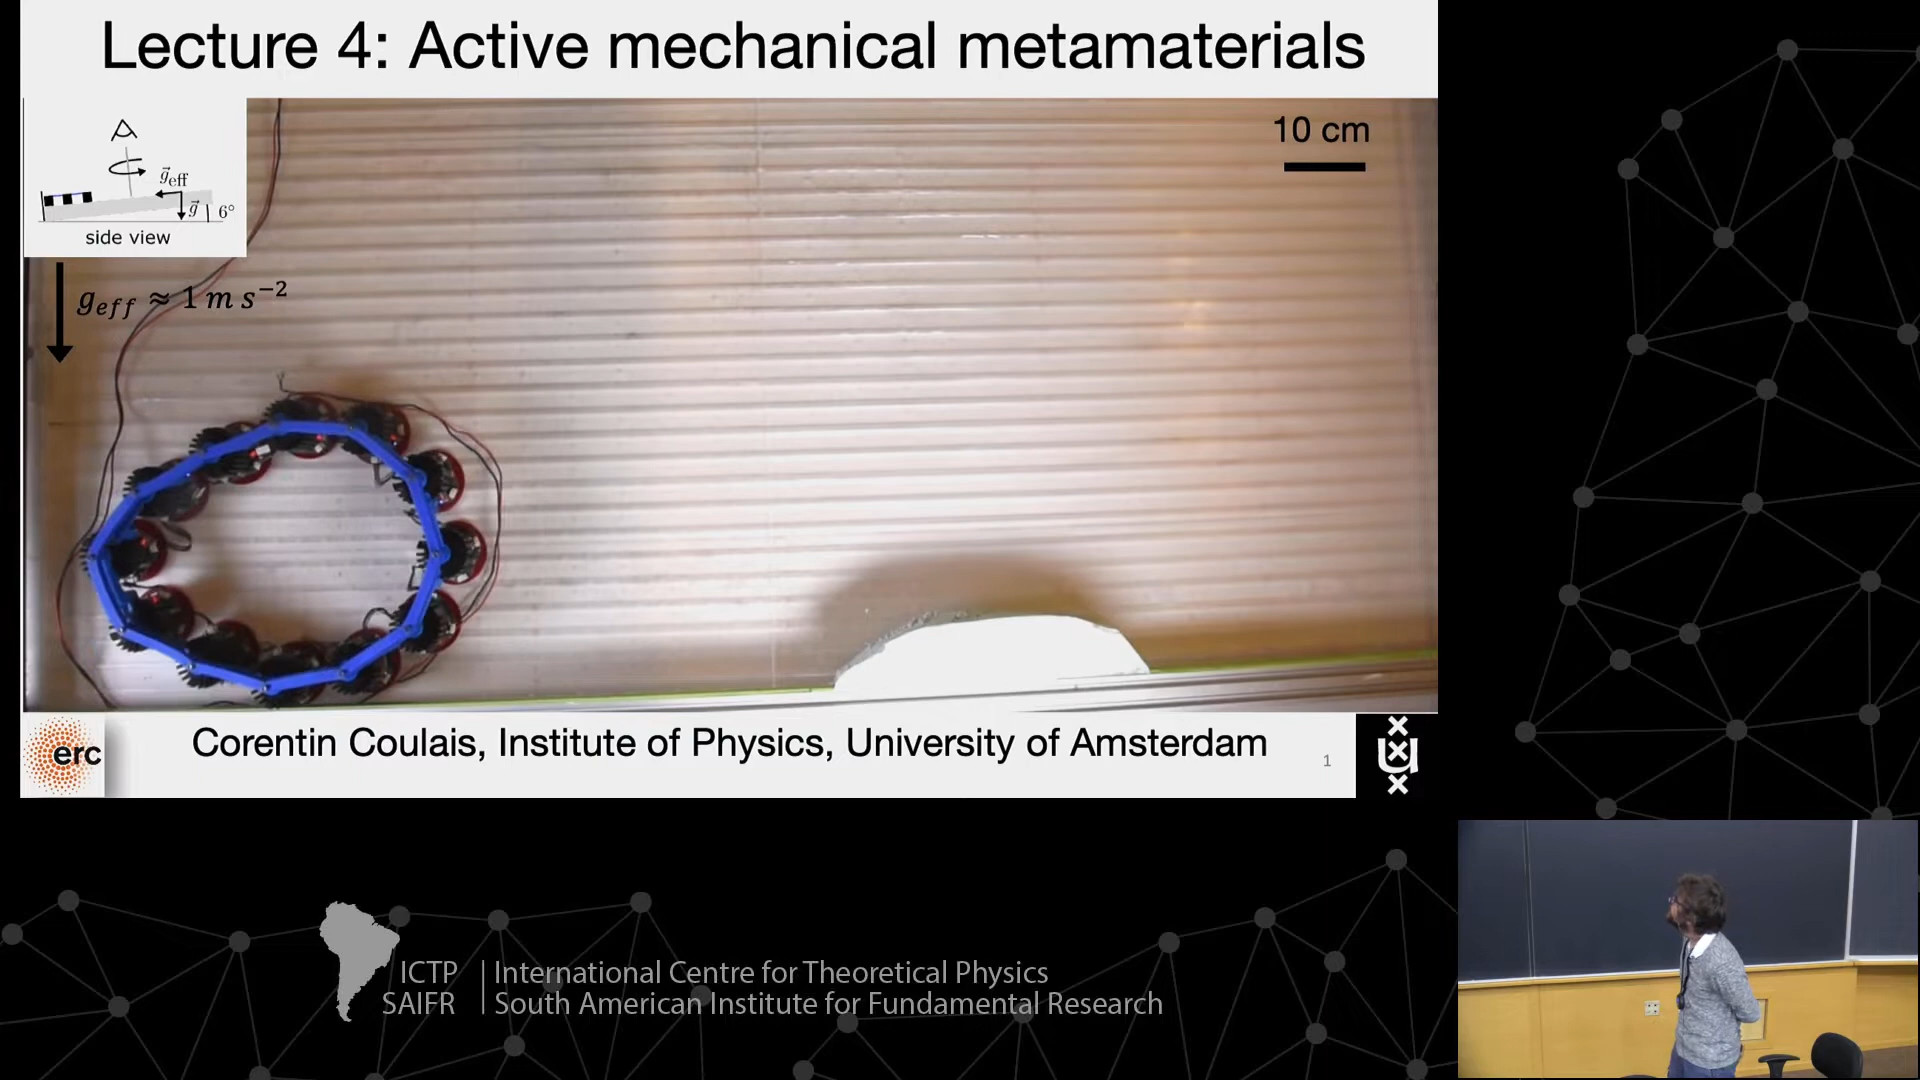 Lecture 4: Active mechanical metamaterials
10 cm
g⃗eff
g⃗
6°
side view
geff ≈ 1 m s⁻²
erc
Corentin Coulais, Institute of Physics, University of Amsterdam
1
ICTP | International Centre for Theoretical Physics
SAIFR | South American Institute for Fundamental Research